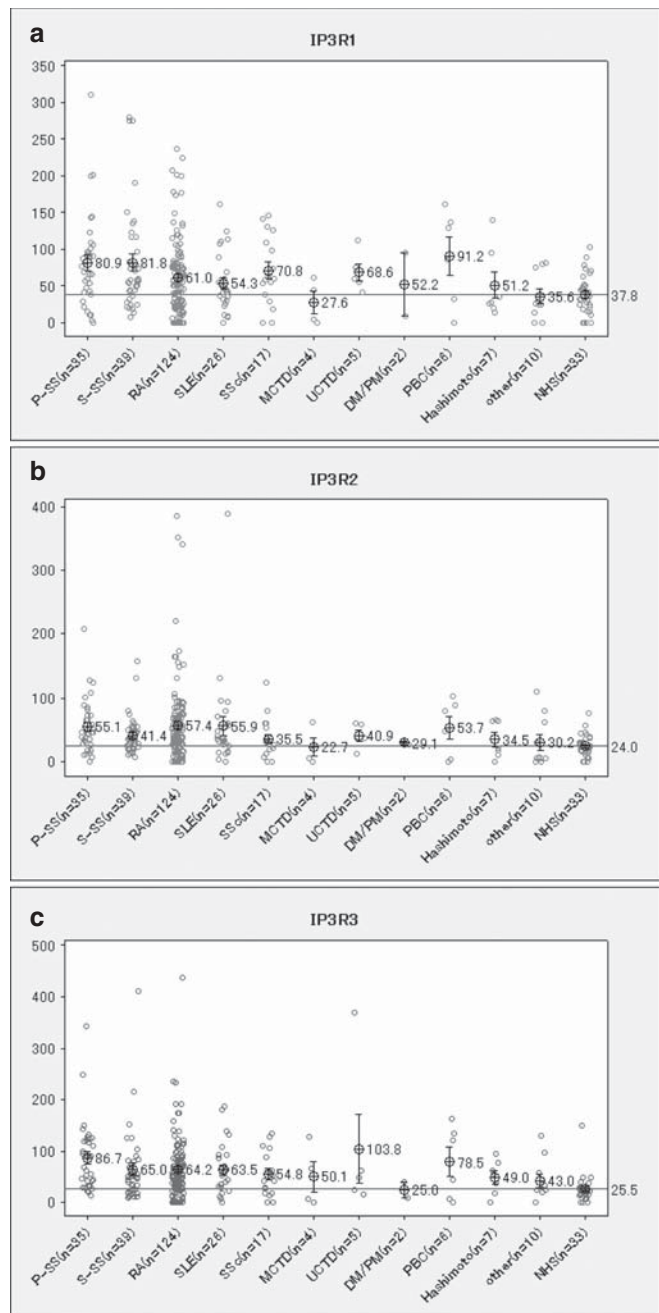 a
IP3R1
350
300
250
200
150
100
50
0
80.9
81.8
61.0
54.3
70.8
27.6
68.6
52.2
91.2
51.2
35.6
37.8
P-SS(n=35)
S-SS(n=39)
RA(n=124)
SLE(n=26)
SSc(n=17)
MCTD(n=4)
UCTD(n=5)
DM/PM(n=2)
PBC(n=6)
Hashimoto(n=7)
other(n=10)
NHS(n=33)
b
IP3R2
400
300
200
100
0
55.1
41.4
57.4
55.9
35.5
22.7
40.9
29.1
53.7
34.5
30.2
24.0
P-SS(n=35)
S-SS(n=39)
RA(n=124)
SLE(n=26)
SSc(n=17)
MCTD(n=4)
UCTD(n=5)
DM/PM(n=2)
PBC(n=6)
Hashimoto(n=7)
other(n=10)
NHS(n=33)
c
IP3R3
500
400
300
200
100
0
86.7
65.0
64.2
63.5
54.8
50.1
103.8
25.0
78.5
49.0
43.0
25.5
P-SS(n=35)
S-SS(n=39)
RA(n=124)
SLE(n=26)
SSc(n=17)
MCTD(n=4)
UCTD(n=5)
DM/PM(n=2)
PBC(n=6)
Hashimoto(n=7)
other(n=10)
NHS(n=33)